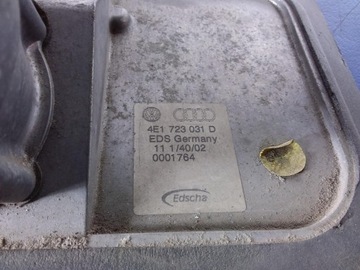 4E1 723 031 D
EDS Germany
11 1/40/02
0001764
Edscha